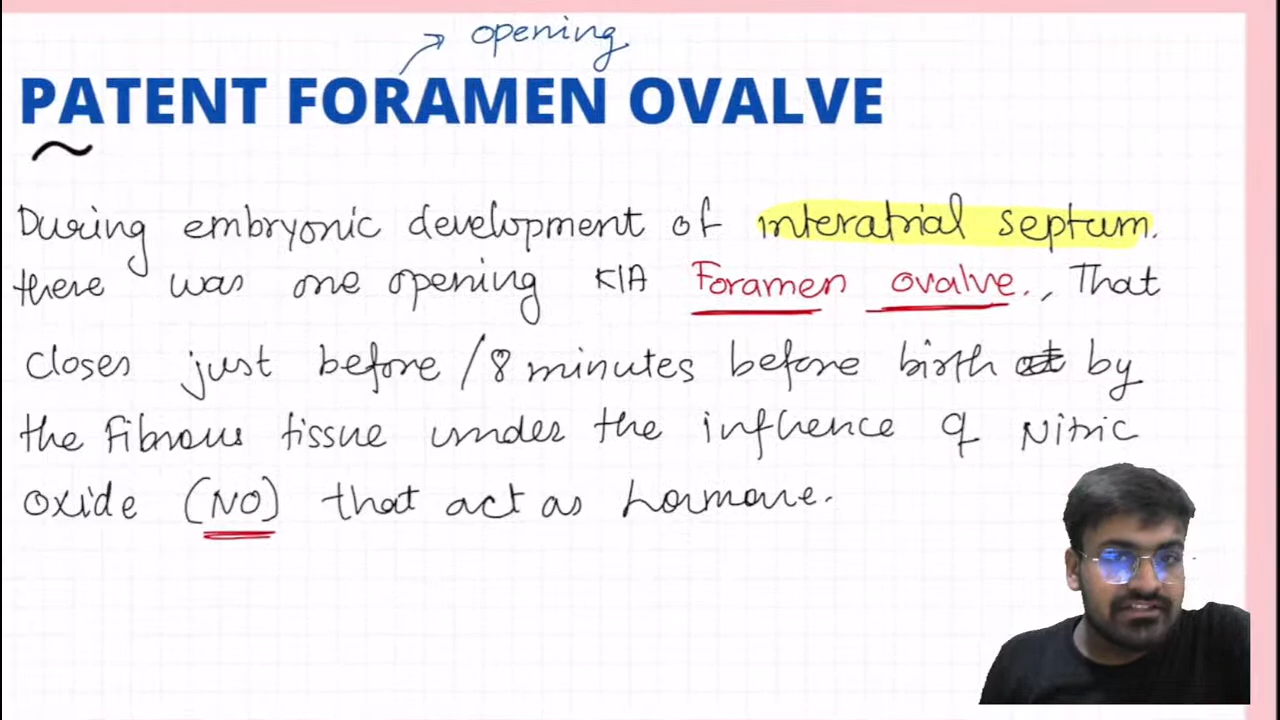 opening
PATENT FORAMEN OVALVE
During embryonic development of interatrial septum.
there was one opening KIA Foramen ovalve., That
closes just before /8 minutes before birth by
the Fibrous tissue under the influence of Nitric
oxide (NO) that act as hormone.